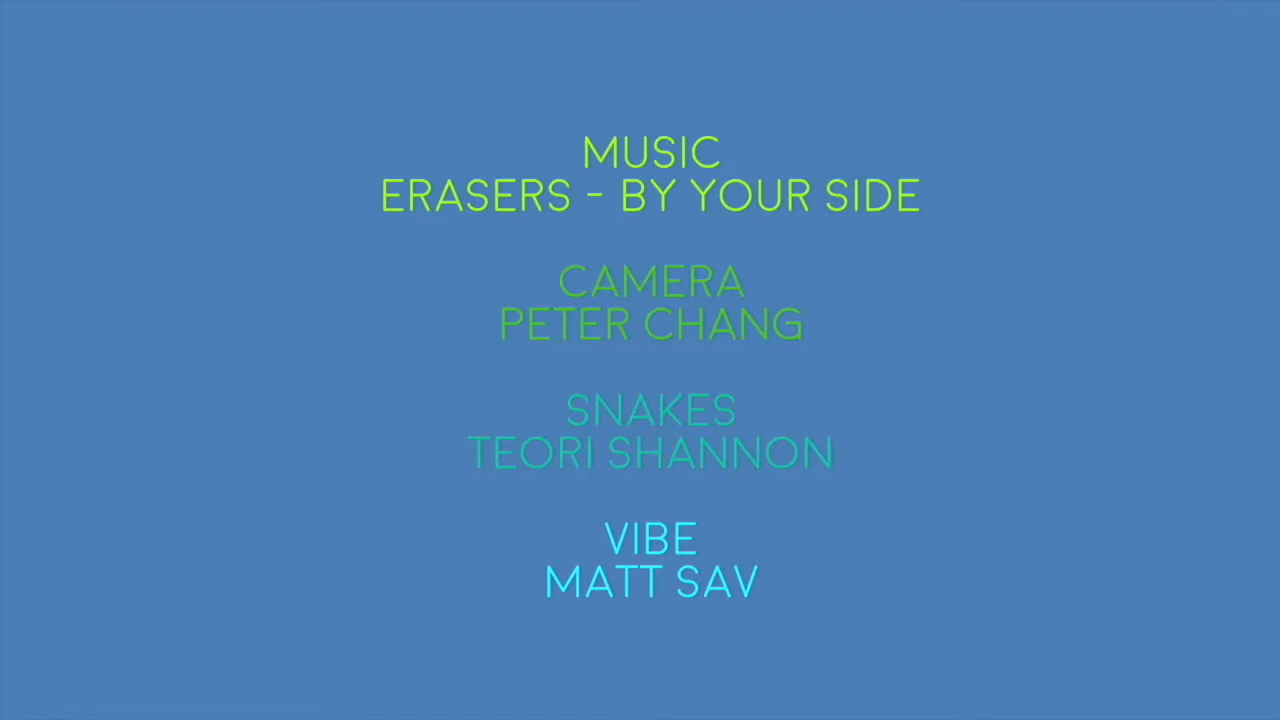 MUSIC
ERASERS - BY YOUR SIDE
CAMERA
PETER CHANG
SNAKES
TEORI SHANNON
VIBE
MATT SAV